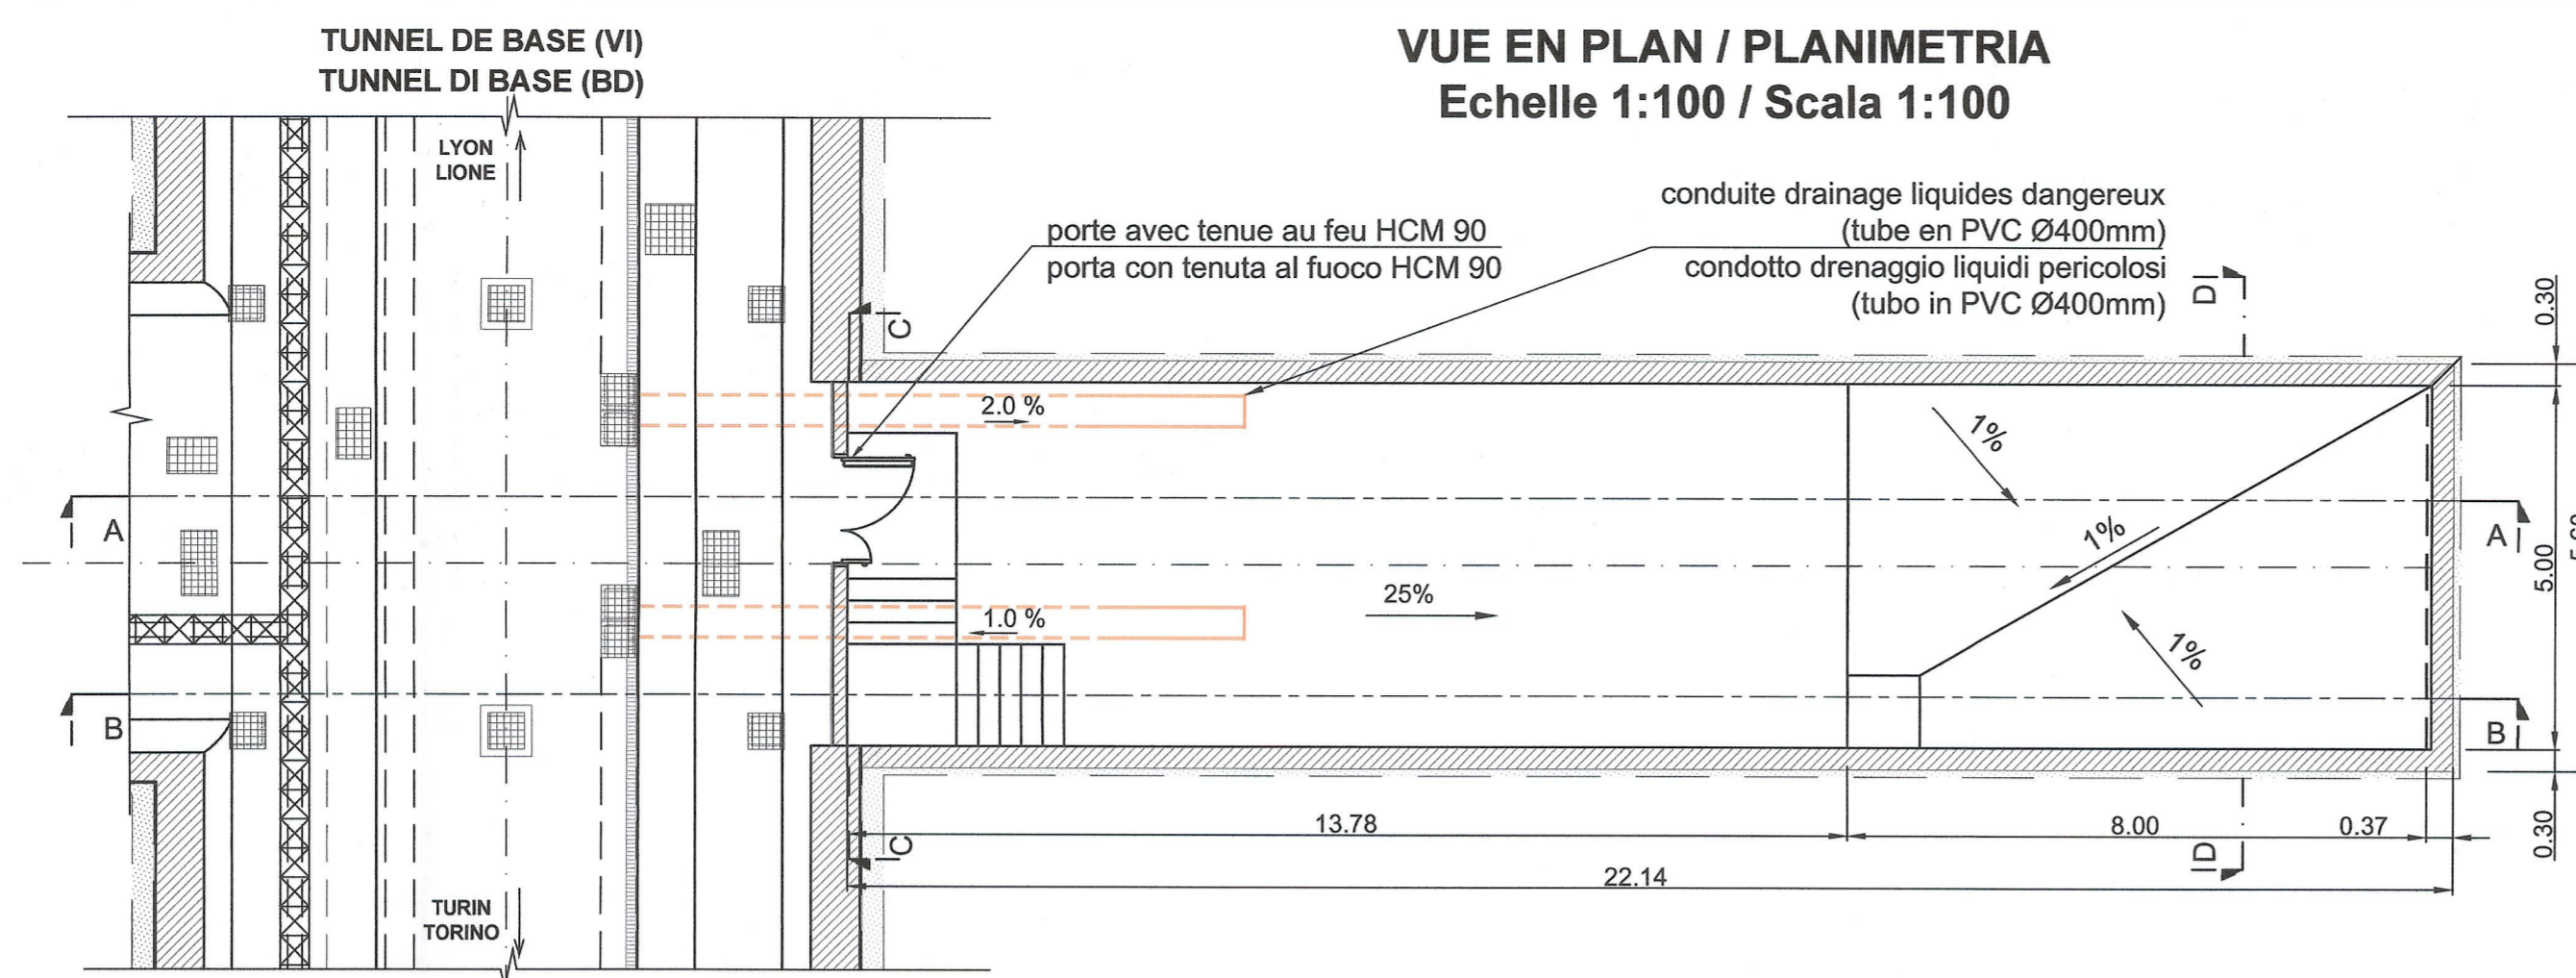 TUNNEL DE BASE (VI)
TUNNEL DI BASE (BD)
VUE EN PLAN / PLANIMETRIA
Echelle 1:100 / Scala 1:100
LYON
LIONE
porte avec tenue au feu HCM 90
porta con tenuta al fuoco HCM 90
conduite drainage liquides dangereux
(tube en PVC Ø400mm)
condotto drenaggio liquidi pericolosi
(tubo in PVC Ø400mm)
D
0.30
C
2.0 %
1%
A
1%
A
5.00
25%
1.0 %
1%
B
B
13.78
8.00
0.37
0.30
C
D
22.14
TURIN
TORINO